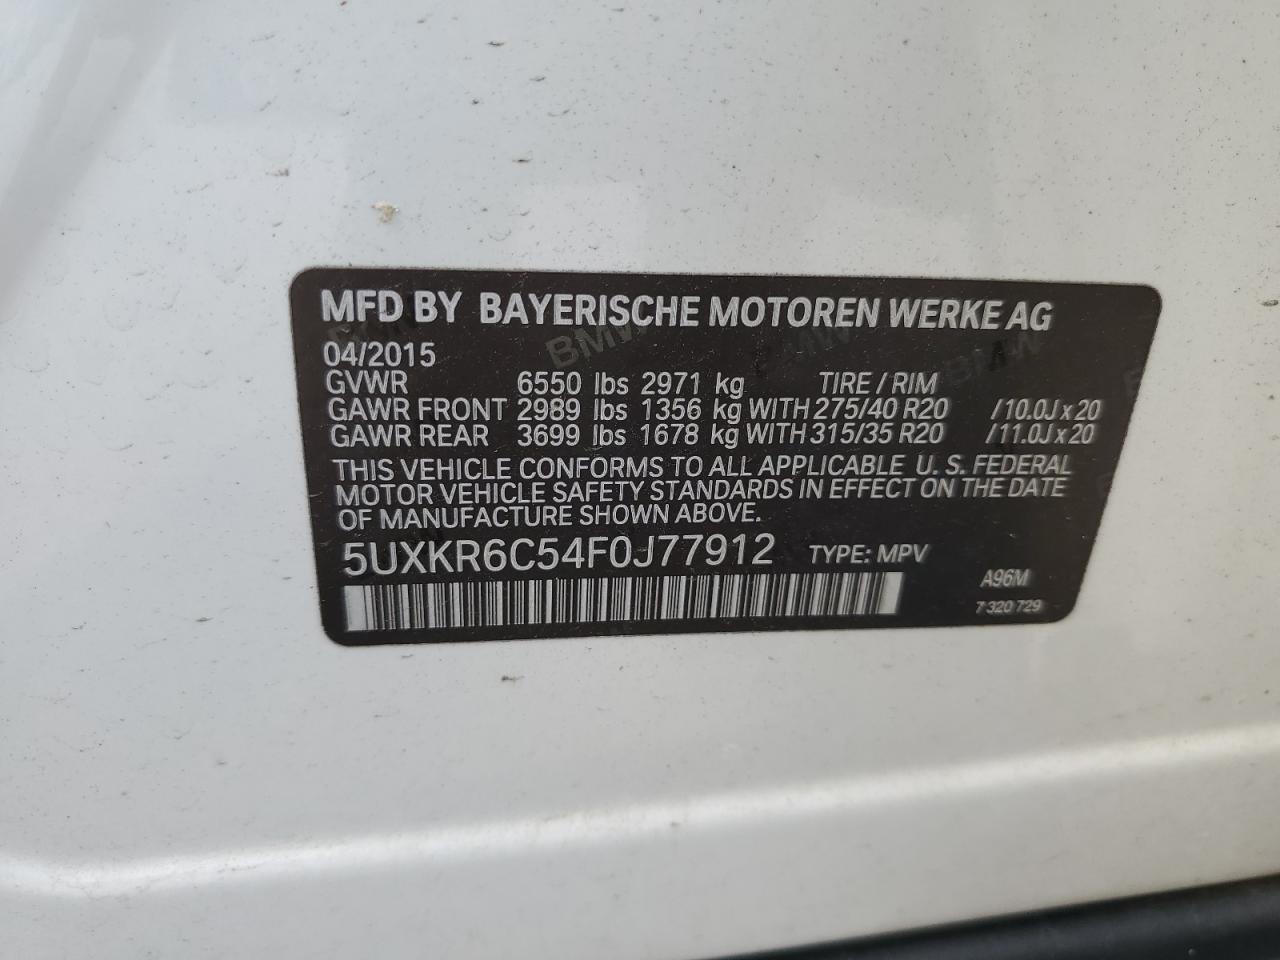 MFD BY BAYERISCHE MOTOREN WERKE AG
04/2015
GVWR 6550 lbs 2971 kg TIRE / RIM
GAWR FRONT 2989 lbs 1356 kg WITH 275/40 R20 / 10.0J x 20
GAWR REAR 3699 lbs 1678 kg WITH 315/35 R20 / 11.0J x 20
THIS VEHICLE CONFORMS TO ALL APPLICABLE U. S. FEDERAL
MOTOR VEHICLE SAFETY STANDARDS IN EFFECT ON THE DATE
OF MANUFACTURE SHOWN ABOVE.
5UXKR6C54F0J77912 TYPE: MPV
A96M
7 320 729